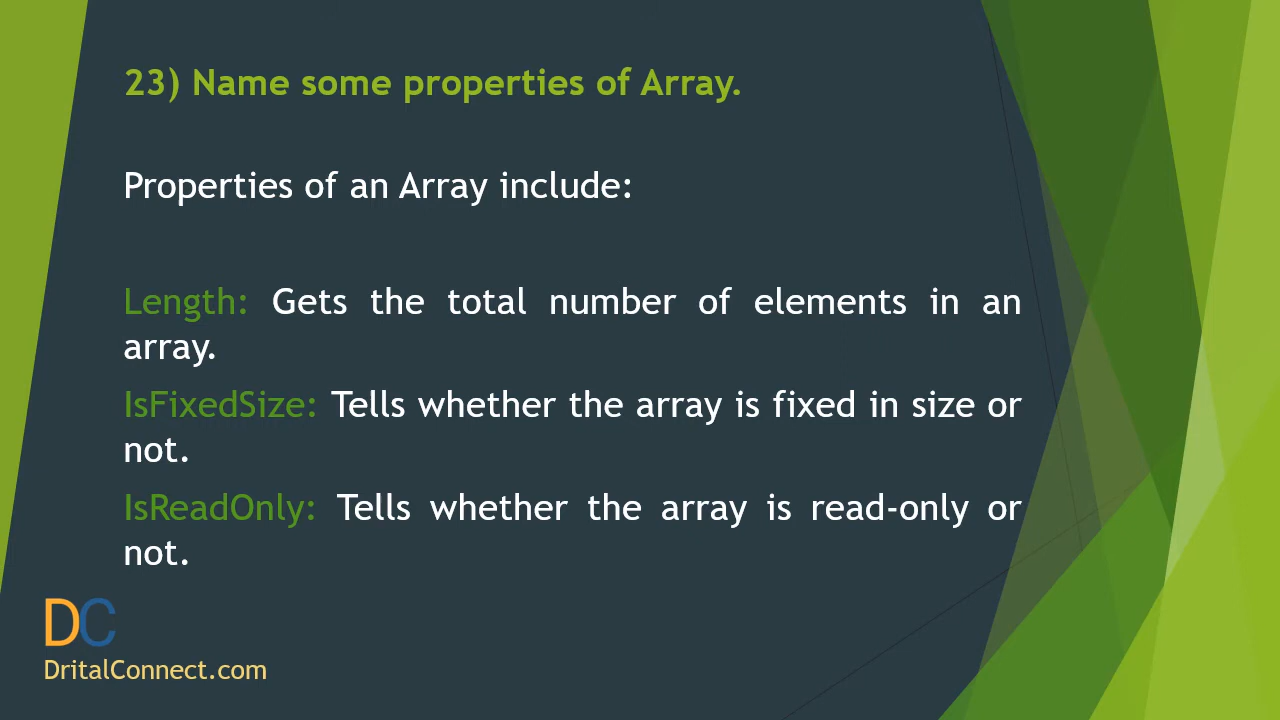 23) Name some properties of Array.
Properties of an Array include:
Length: Gets the total number of elements in an
array.
IsFixedSize: Tells whether the array is fixed in size or
not.
IsReadOnly: Tells whether the array is read-only or
not.
DC
DritalConnect.com